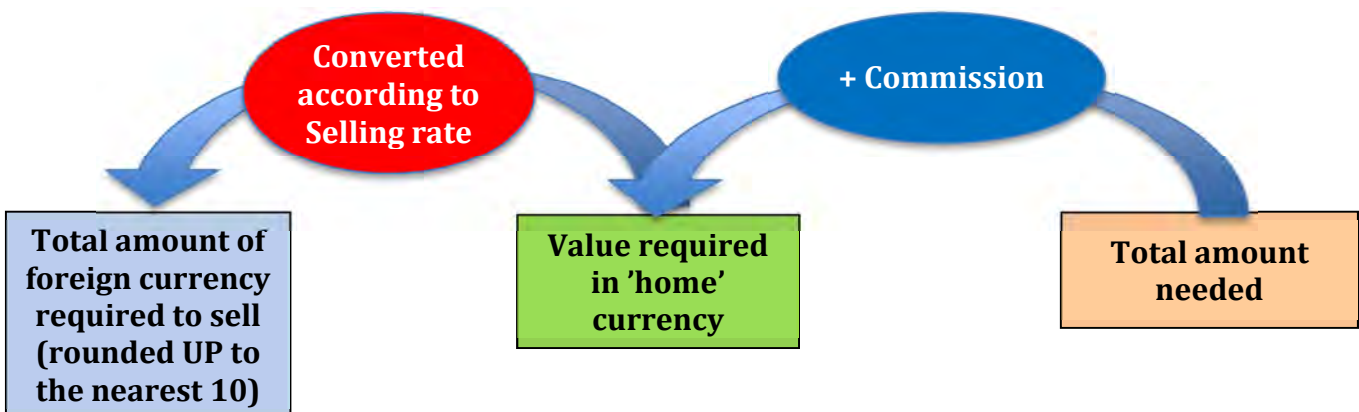 Converted
according to
Selling rate
+ Commission
Total amount of
foreign currency
required to sell
(rounded UP to
the nearest 10)
Value required
in ’home’
currency
Total amount
needed